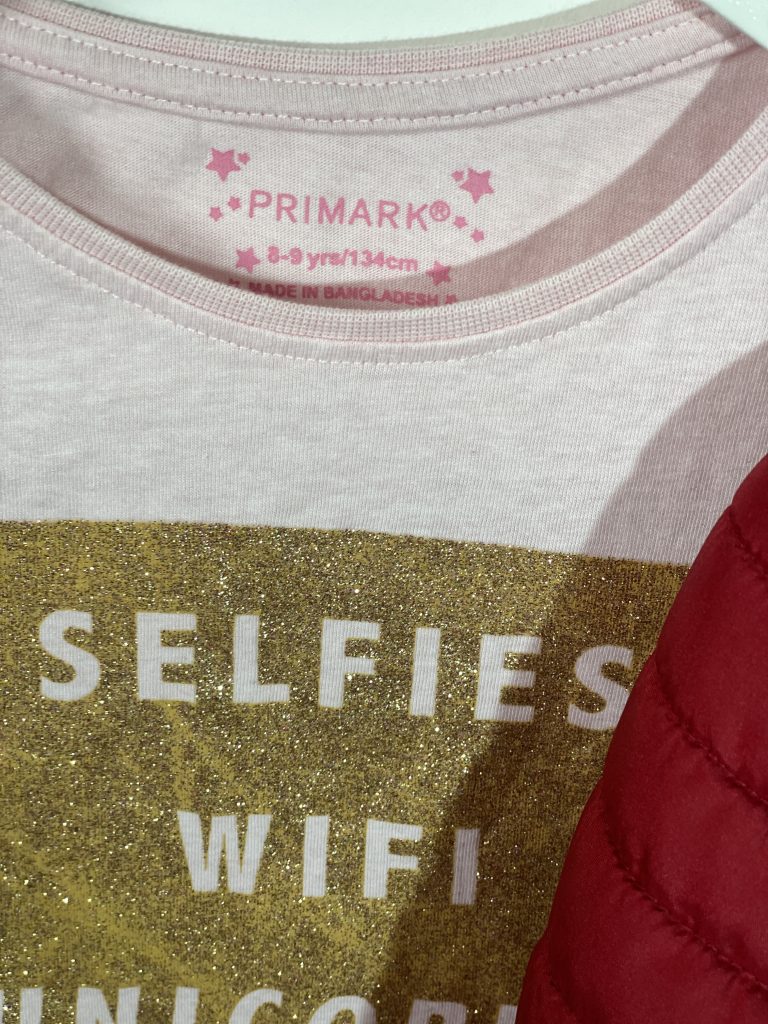 PRIMARK®
8-9 yrs/134cm
MADE IN BANGLADESH
SELFIES
WIFI